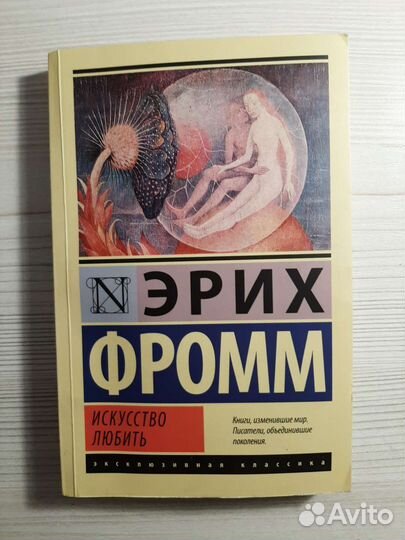 N ЭРИХ
ФРОММ
ИСКУССТВО
ЛЮБИТЬ
Книги, изменившие мир.
Писатели, объединившие
поколения.
эксклюзивная классика
Avito